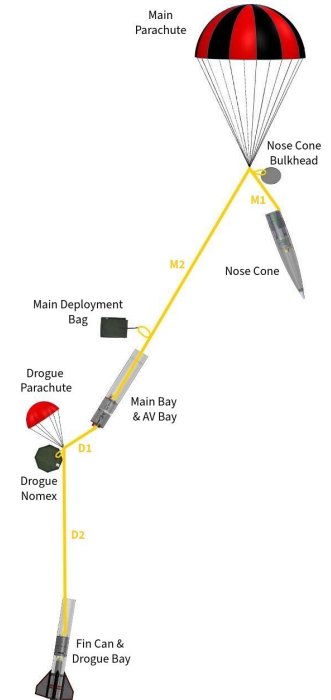 Main
Parachute
Nose Cone
Bulkhead
M1
M2
Nose Cone
Main Deployment
Bag
Drogue
Parachute
Main Bay
& AV Bay
D1
Drogue
Nomex
D2
Fin Can &
Drogue Bay